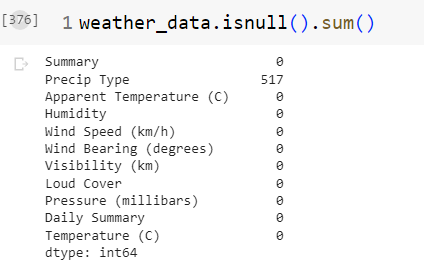 [376] 1 weather_data.isnull().sum()
Summary 0
Precip Type 517
Apparent Temperature (C) 0
Humidity 0
Wind Speed (km/h) 0
Wind Bearing (degrees) 0
Visibility (km) 0
Loud Cover 0
Pressure (millibars) 0
Daily Summary 0
Temperature (C) 0
dtype: int64